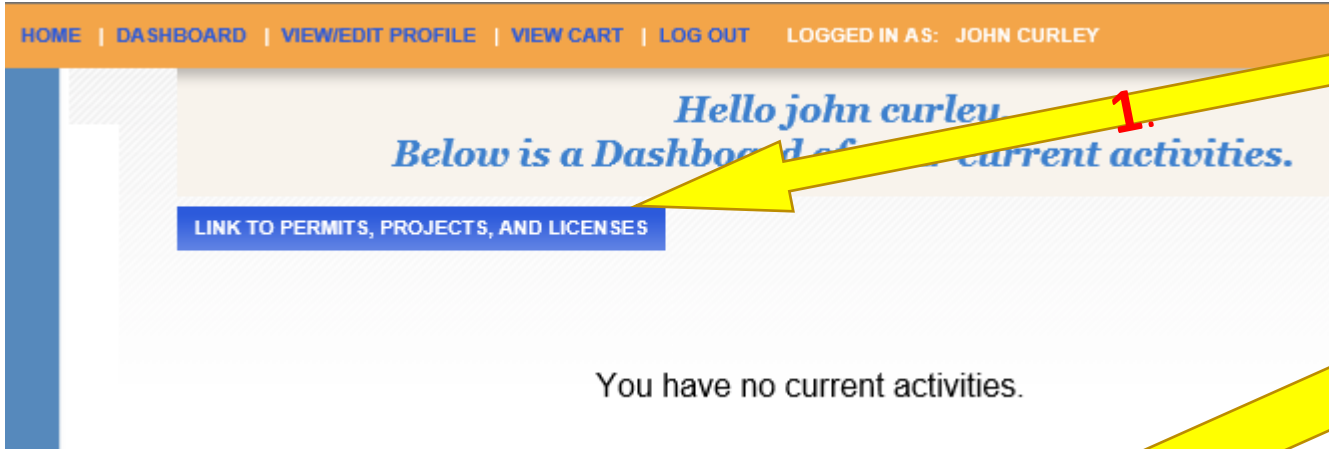 HOME | DASHBOARD | VIEW/EDIT PROFILE | VIEW CART | LOG OUT LOGGED IN AS: JOHN CURLEY
Hello john curley.
1.
Below is a Dashboard current activities.
LINK TO PERMITS, PROJECTS, AND LICENSES
You have no current activities.